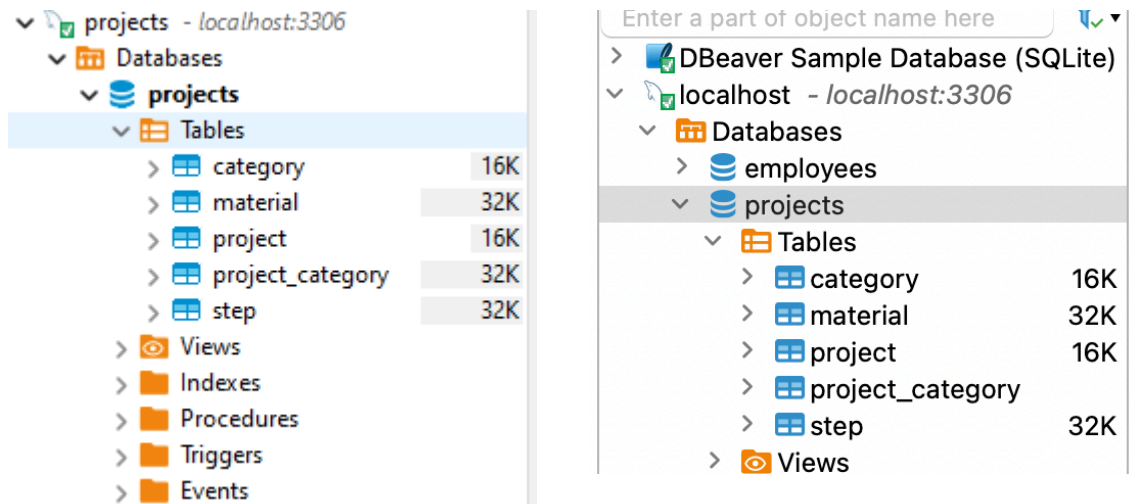 projects - localhost:3306
Databases
projects
Tables
category 16K
material 32K
project 16K
project_category 32K
step 32K
Views
Indexes
Procedures
Triggers
Events
Enter a part of object name here
DBeaver Sample Database (SQLite)
localhost - localhost:3306
Databases
employees
projects
Tables
category 16K
material 32K
project 16K
project_category
step 32K
Views